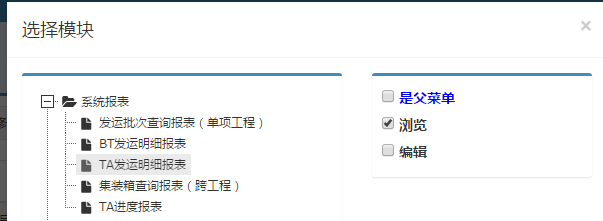 选择模块
×
系统报表
发运批次查询报表（单项工程）
BT发运明细报表
TA发运明细报表
集装箱查询报表（跨工程）
TA进度报表
是父菜单
浏览
编辑